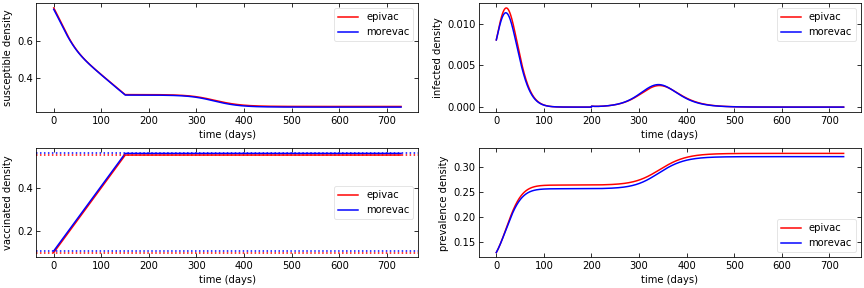 susceptible density
0.6
0.4
epivac
morevac
0 100 200 300 400 500 600 700
time (days)
infected density
0.010
0.005
0.000
epivac
morevac
0 100 200 300 400 500 600 700
time (days)
vaccinated density
0.4
0.2
epivac
morevac
0 100 200 300 400 500 600 700
time (days)
prevalence density
0.30
0.25
0.20
0.15
epivac
morevac
0 100 200 300 400 500 600 700
time (days)